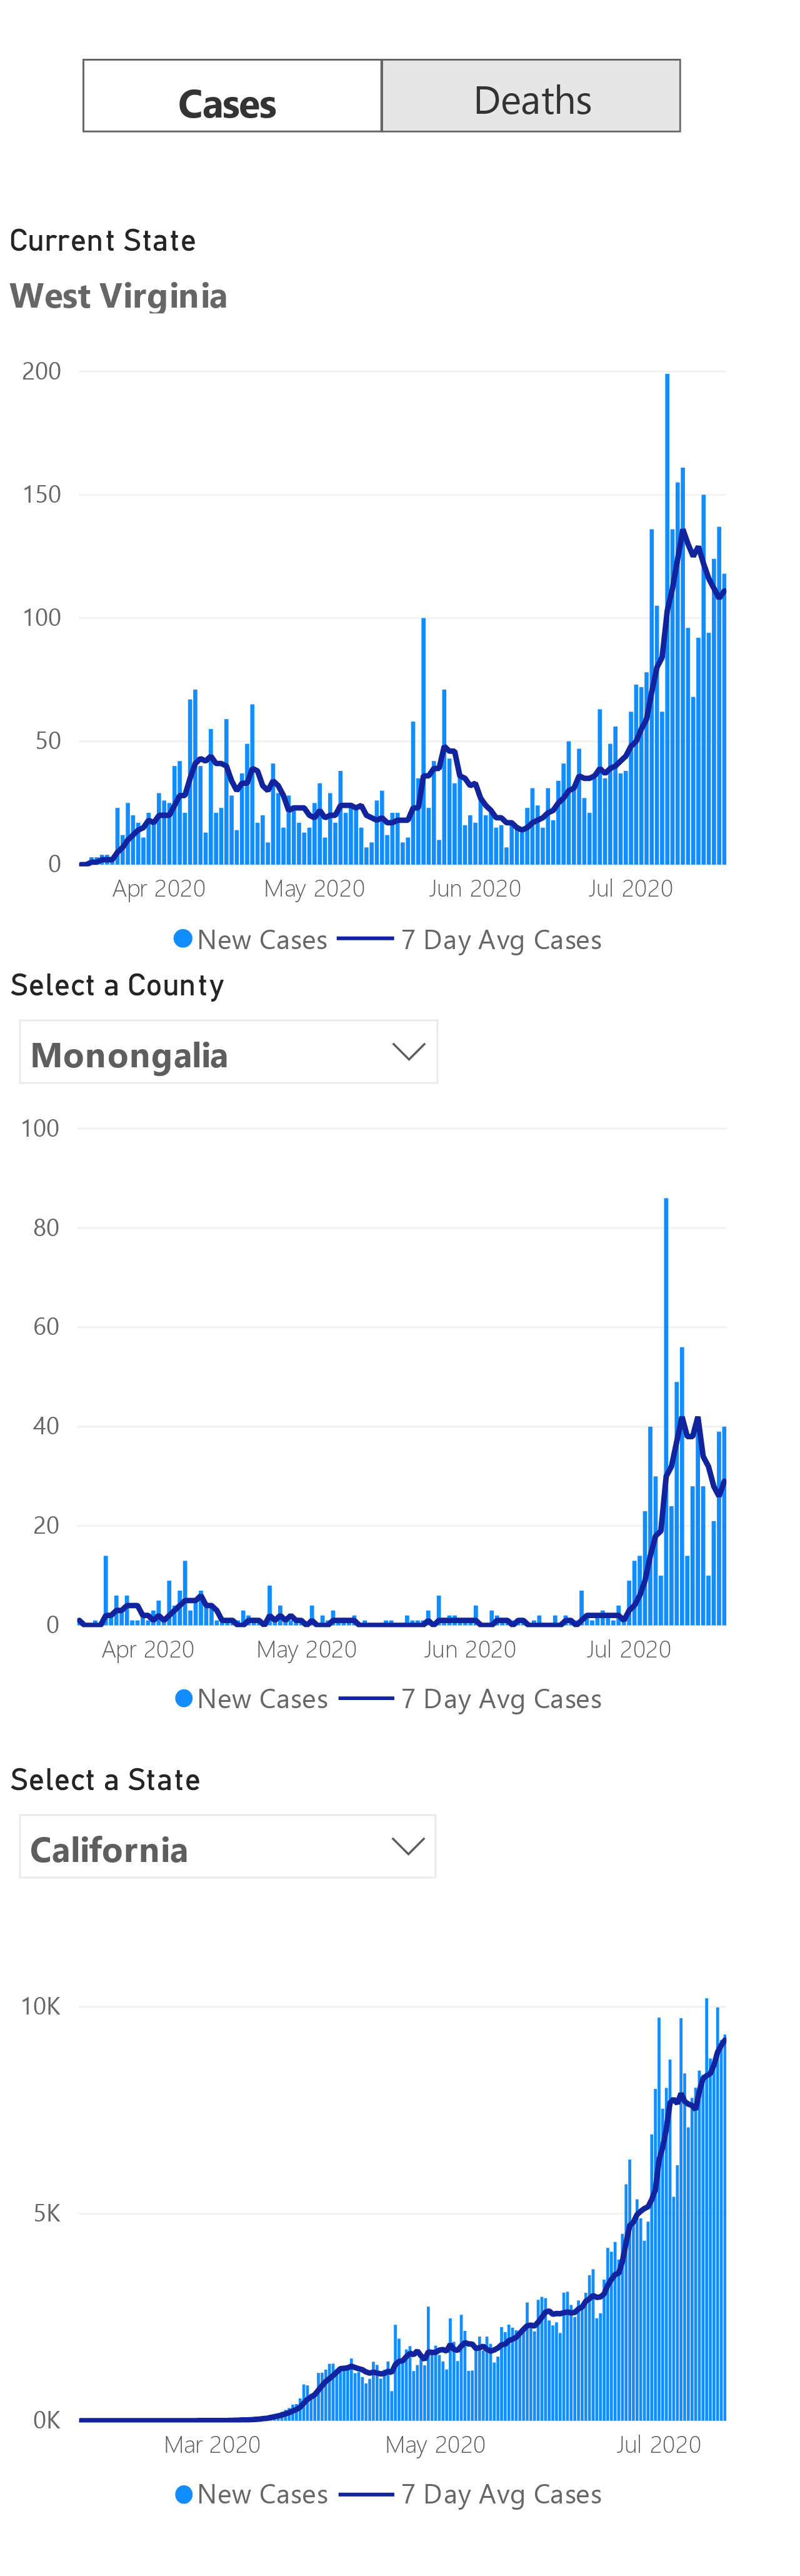 Cases Deaths
Current State
West Virginia
200
150
100
50
0
Apr 2020 May 2020 Jun 2020 Jul 2020
New Cases 7 Day Avg Cases
Select a County
Monongalia
100
80
60
40
20
0
Apr 2020 May 2020 Jun 2020 Jul 2020
New Cases 7 Day Avg Cases
Select a State
California
10K
5K
0K
Mar 2020 May 2020 Jul 2020
New Cases 7 Day Avg Cases